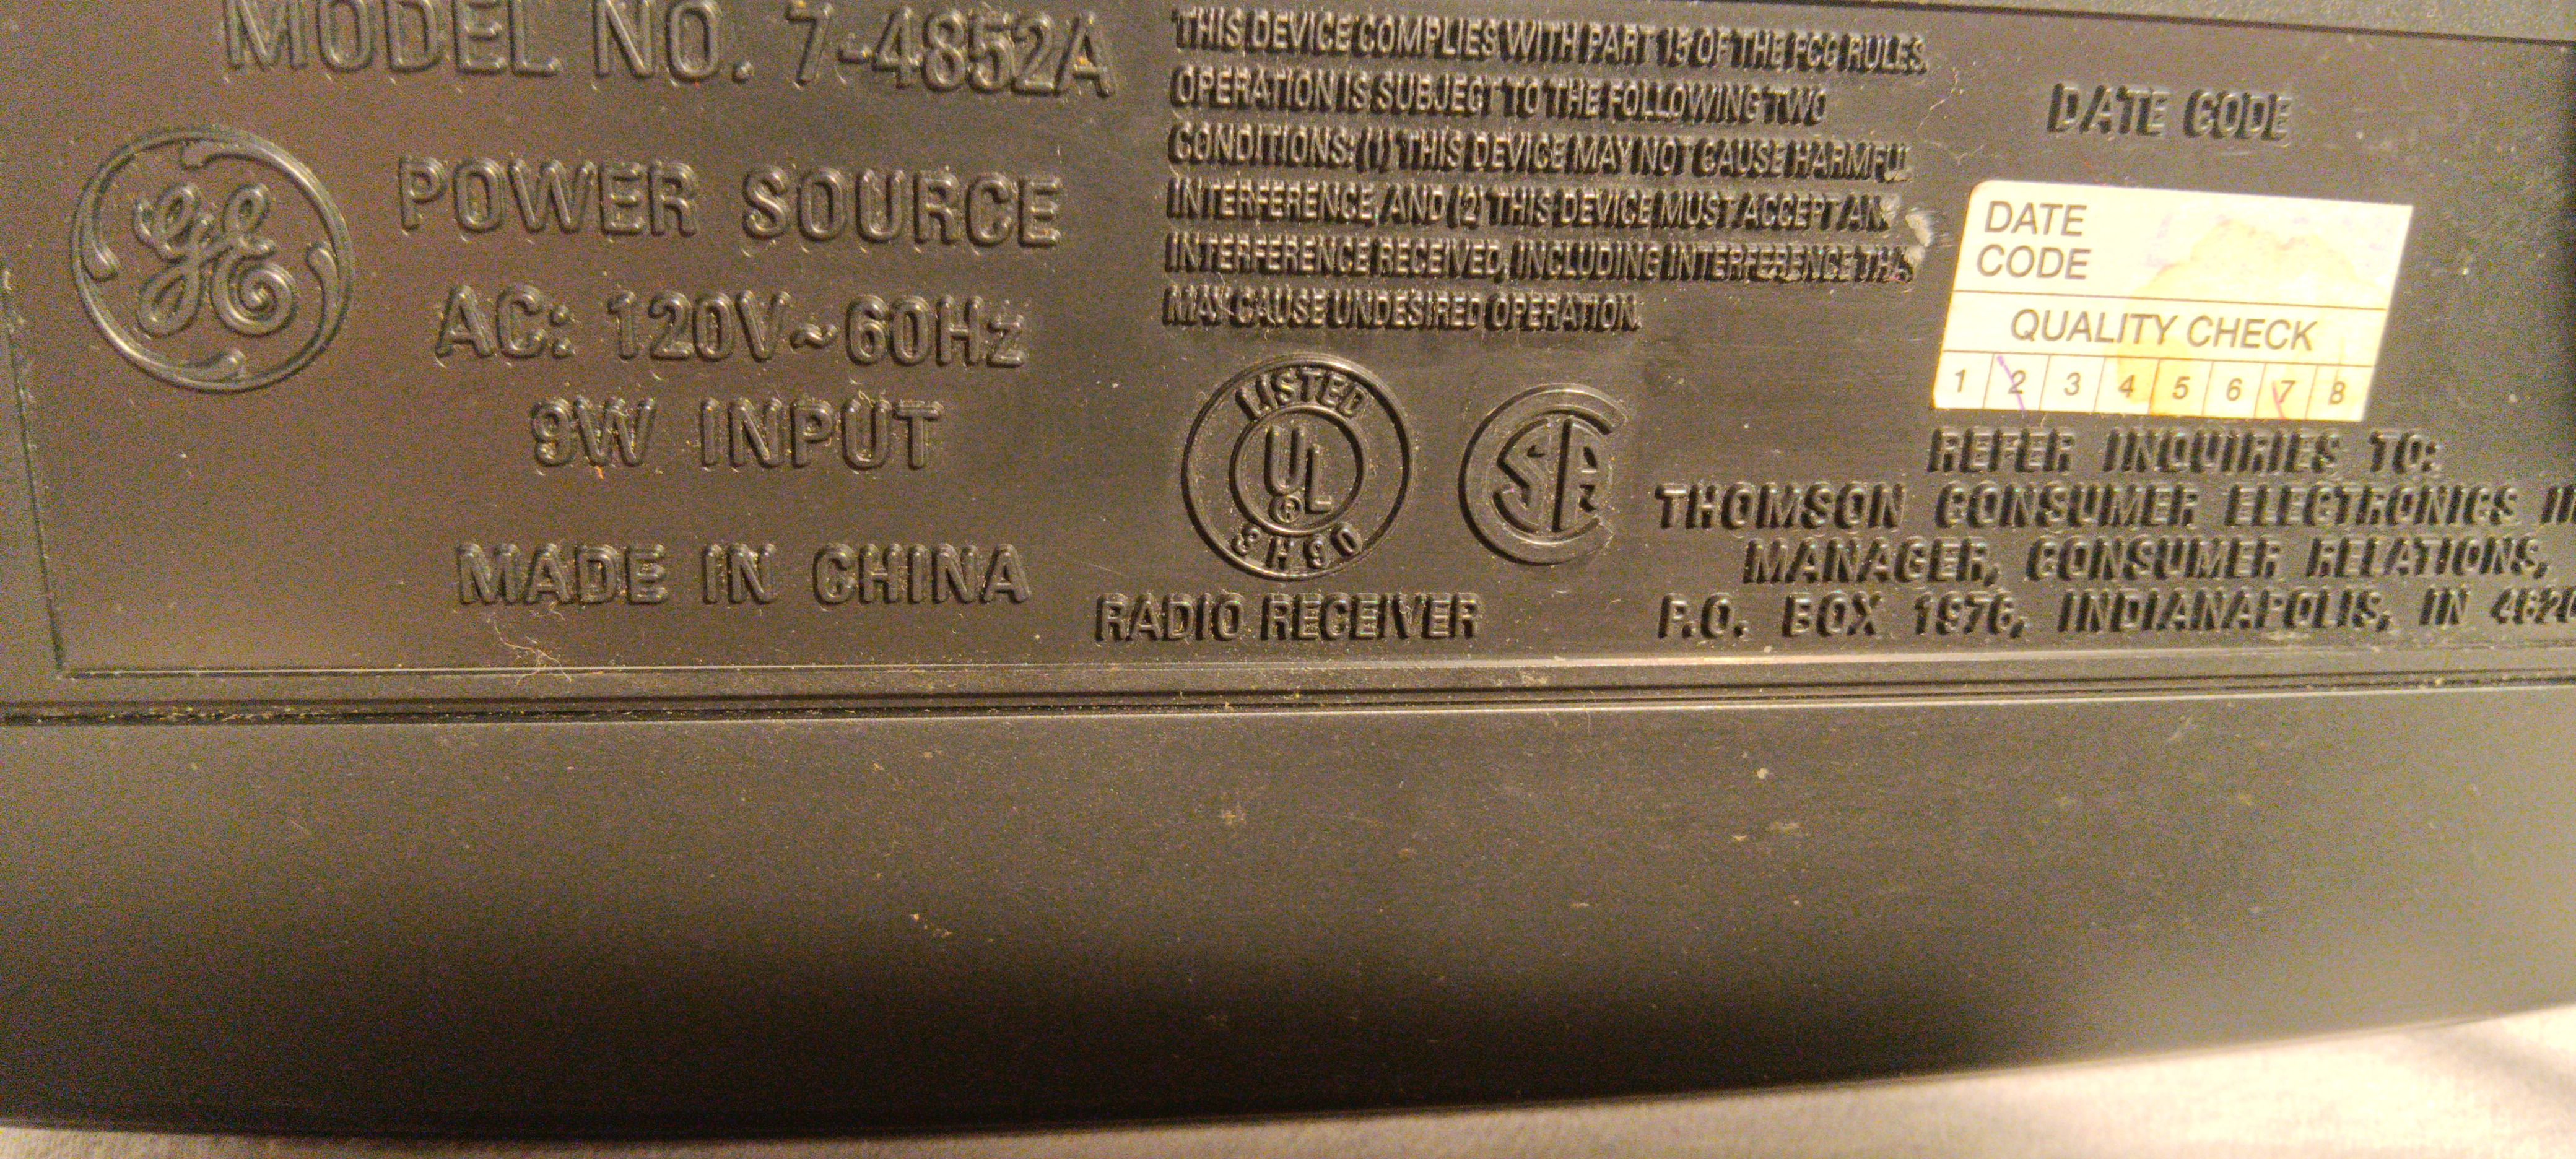 MODEL NO. 7-4852A
GE
POWER SOURCE
AC: 120V~60Hz
9W INPUT
MADE IN CHINA
THIS DEVICE COMPLIES WITH PART 15 OF THE FCC RULES.
OPERATION IS SUBJECT TO THE FOLLOWING TWO
CONDITIONS: (1) THIS DEVICE MAY NOT CAUSE HARMFUL
INTERFERENCE, AND (2) THIS DEVICE MUST ACCEPT ANY
INTERFERENCE RECEIVED, INCLUDING INTERFERENCE THAT
MAY CAUSE UNDESIRED OPERATION.
LISTED
UL
®
3H90
RADIO RECEIVER
SA
DATE CODE
DATE
CODE
QUALITY CHECK
1 2 3 4 5 6 7 8
REFER INQUIRIES TO:
THOMSON CONSUMER ELECTRONICS
MANAGER, CONSUMER RELATIONS,
P.O. BOX 1976, INDIANAPOLIS, IN